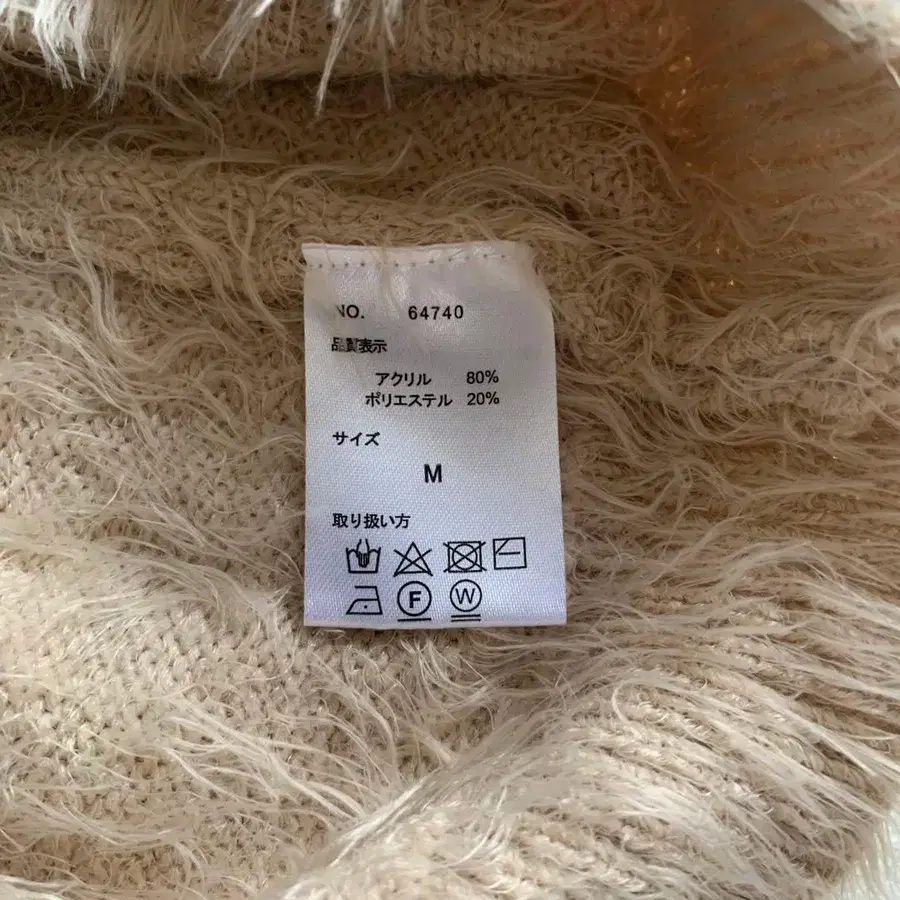 NO. 64740
品質表示
アクリル 80%
ポリエステル 20%
サイズ
M
取り扱い方
F W